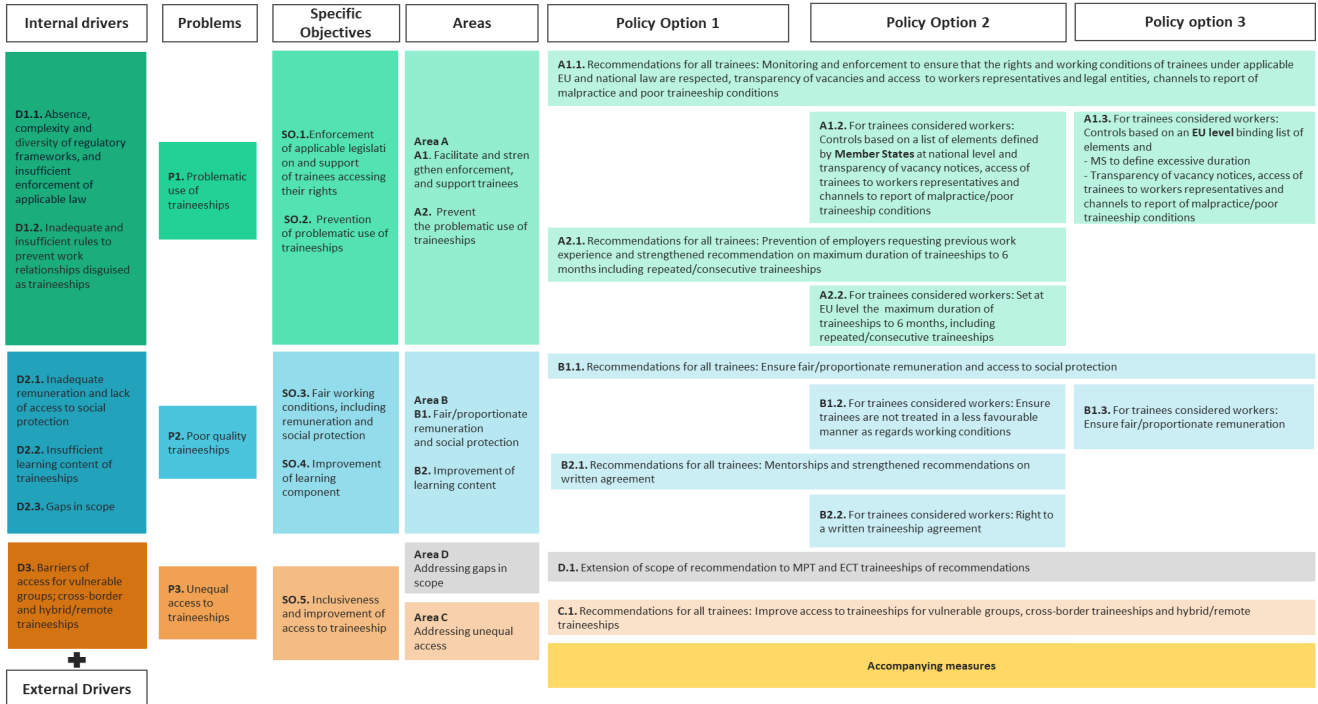 Internal drivers
Problems
Specific
Objectives
Areas
Policy Option 1
Policy Option 2
Policy option 3
D1.1. Absence,
complexity and
diversity of regulatory
frameworks, and
insufficient
enforcement of
applicable law
D1.2. Inadequate and
insufficient rules to
prevent work
relationships disguised
as traineeships
P1. Problematic
use of
traineeships
SO.1.Enforcement
of applicable legislati
on and support
of trainees accessing
their rights
SO.2. Prevention
of problematic use of
traineeships
Area A
A1. Facilitate and stren
gthen enforcement,
and support trainees
A2. Prevent
the problematic use of
traineeships
A1.1. Recommendations for all trainees: Monitoring and enforcement to ensure that the rights and working conditions of trainees under applicable
EU and national law are respected, transparency of vacancies and access to workers representatives and legal entities, channels to report of
malpractice and poor traineeship conditions
A1.2. For trainees considered workers:
Controls based on a list of elements defined
by Member States at national level and
transparency of vacancy notices, access of
trainees to workers representatives and
channels to report of malpractice/poor
traineeship conditions
A1.3. For trainees considered workers:
Controls based on an EU level binding list of
elements and
- MS to define excessive duration
- Transparency of vacancy notices, access of
trainees to workers representatives and
channels to report of malpractice/poor
traineeship conditions
A2.1. Recommendations for all trainees: Prevention of employers requesting previous work
experience and strengthened recommendation on maximum duration of traineeships to 6
months including repeated/consecutive traineeships
A2.2. For trainees considered workers: Set at
EU level the maximum duration of
traineeships to 6 months, including
repeated/consecutive traineeships
D2.1. Inadequate
remuneration and lack
of access to social
protection
D2.2. Insufficient
learning content of
traineeships
D2.3. Gaps in scope
P2. Poor quality
traineeships
SO.3. Fair working
conditions, including
remuneration and
social protection
SO.4. Improvement
of learning
component
Area B
B1. Fair/proportionate
remuneration
and social protection
B2. Improvement of
learning content
B1.1. Recommendations for all trainees: Ensure fair/proportionate remuneration and access to social protection
B1.2. For trainees considered workers: Ensure
trainees are not treated in a less favourable
manner as regards working conditions
B1.3. For trainees considered workers:
Ensure fair/proportionate remuneration
B2.1. Recommendations for all trainees: Mentorships and strengthened recommendations on
written agreement
B2.2. For trainees considered workers: Right to
a written traineeship agreement
D3. Barriers of
access for vulnerable
groups; cross-border
and hybrid/remote
traineeships
P3. Unequal
access to
traineeships
SO.5. Inclusiveness
and improvement of
access to traineeship
Area D
Addressing gaps in
scope
D.1. Extension of scope of recommendation to MPT and ECT traineeships of recommendations
Area C
Addressing unequal
access
C.1. Recommendations for all trainees: Improve access to traineeships for vulnerable groups, cross-border traineeships and hybrid/remote
traineeships
Accompanying measures
External Drivers